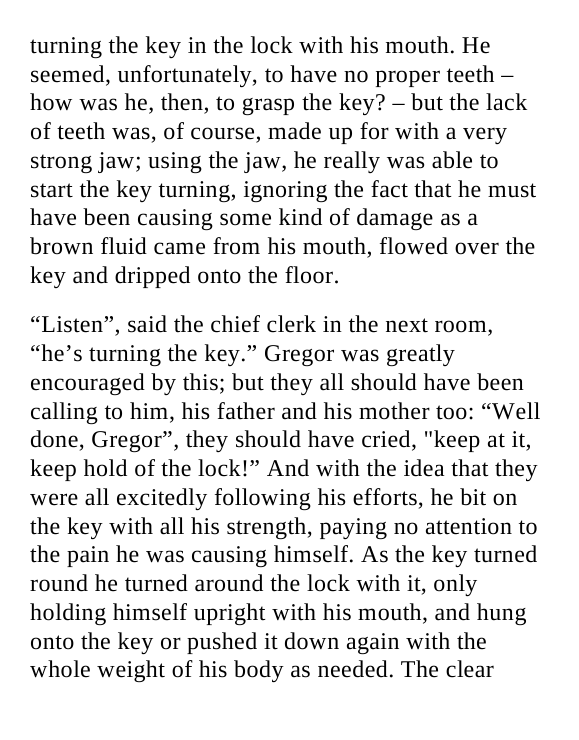 turning the key in the lock with his mouth. He
seemed, unfortunately, to have no proper teeth –
how was he, then, to grasp the key? – but the lack
of teeth was, of course, made up for with a very
strong jaw; using the jaw, he really was able to
start the key turning, ignoring the fact that he must
have been causing some kind of damage as a
brown fluid came from his mouth, flowed over the
key and dripped onto the floor.
“Listen”, said the chief clerk in the next room,
“he’s turning the key.” Gregor was greatly
encouraged by this; but they all should have been
calling to him, his father and his mother too: “Well
done, Gregor”, they should have cried, "keep at it,
keep hold of the lock!” And with the idea that they
were all excitedly following his efforts, he bit on
the key with all his strength, paying no attention to
the pain he was causing himself. As the key turned
round he turned around the lock with it, only
holding himself upright with his mouth, and hung
onto the key or pushed it down again with the
whole weight of his body as needed. The clear